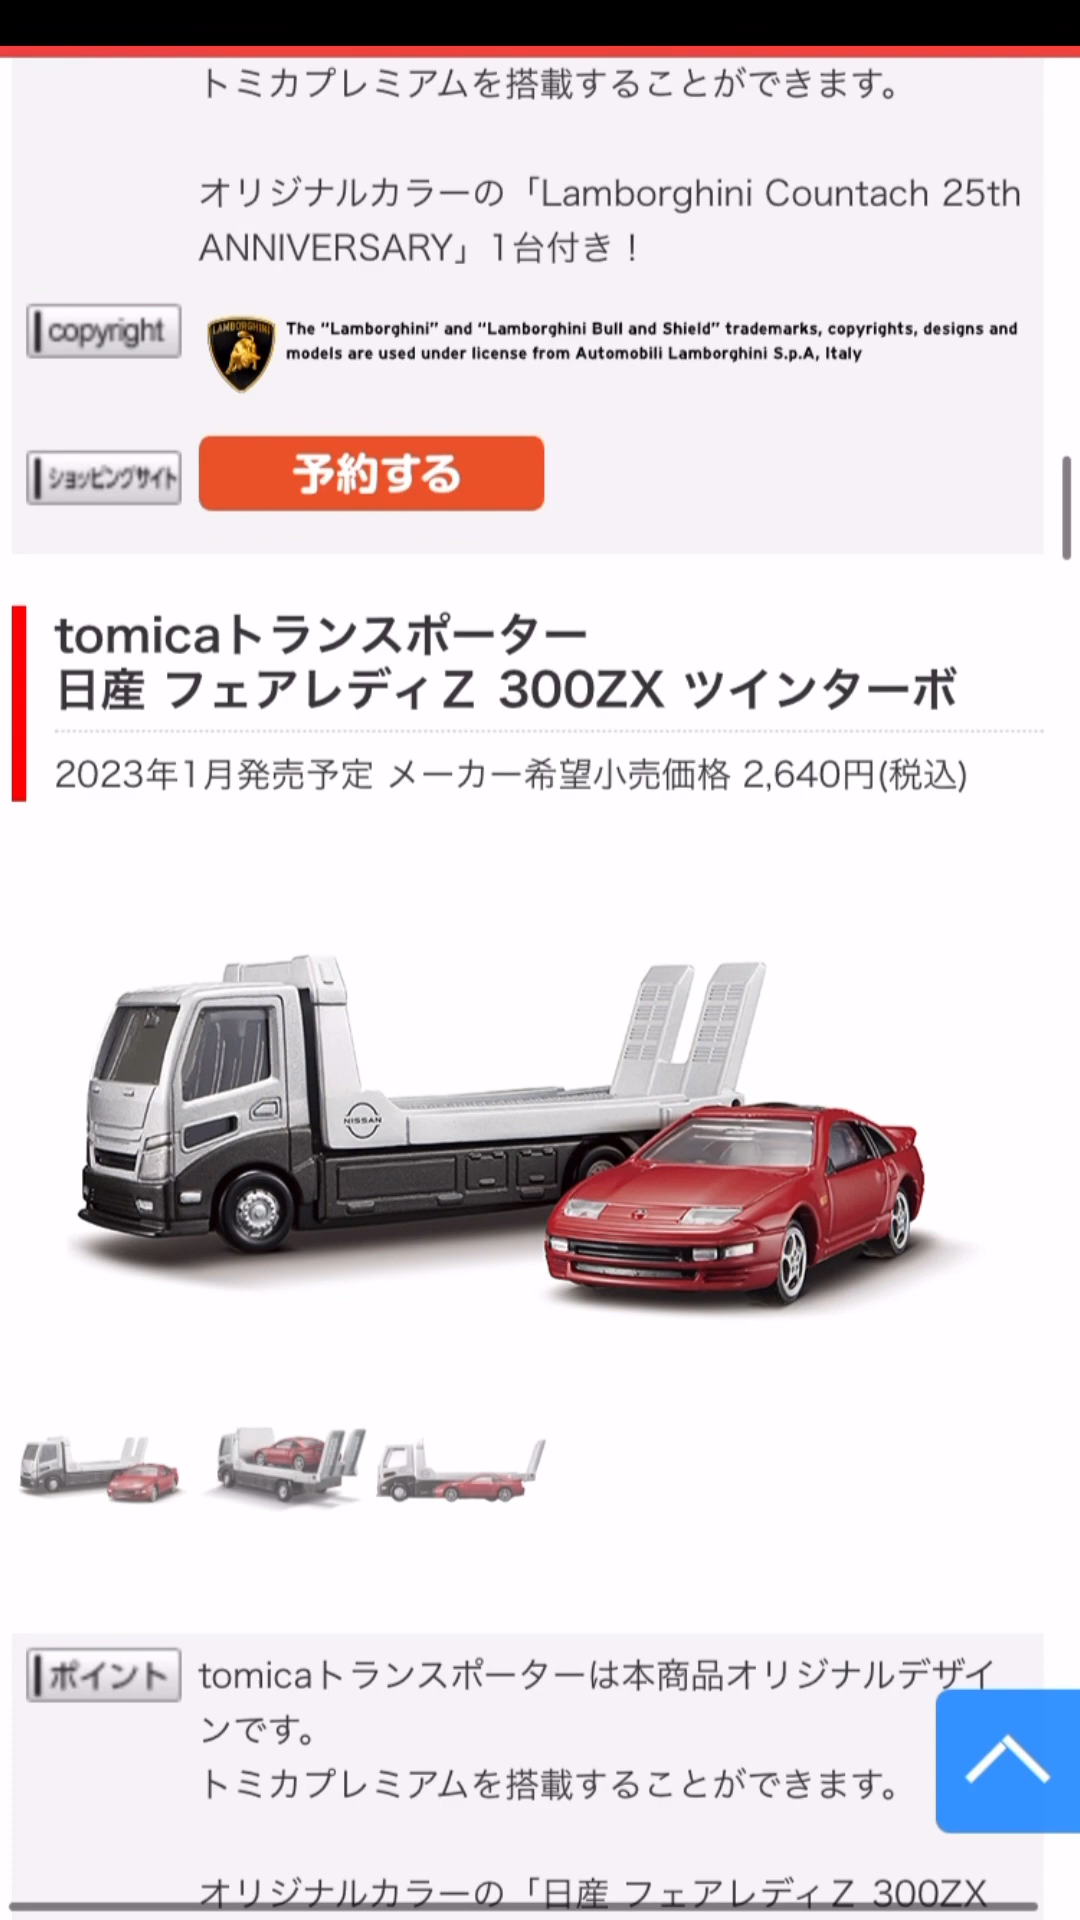 トミカプレミアムを搭載することができます。
オリジナルカラーの「Lamborghini Countach 25th
ANNIVERSARY」1台付き！
copyright
LAMBORGHINI
The “Lamborghini” and “Lamborghini Bull and Shield” trademarks, copyrights, designs and
models are used under license from Automobili Lamborghini S.p.A, Italy
ショッピングサイト
予約する
tomicaトランスポーター
日産 フェアレディZ 300ZX ツインターボ
2023年1月発売予定 メーカー希望小売価格 2,640円(税込)
NISSAN
ポイント
tomicaトランスポーターは本商品オリジナルデザイ
ンです。
トミカプレミアムを搭載することができます。
オリジナルカラーの「日産 フェアレディZ 300ZX